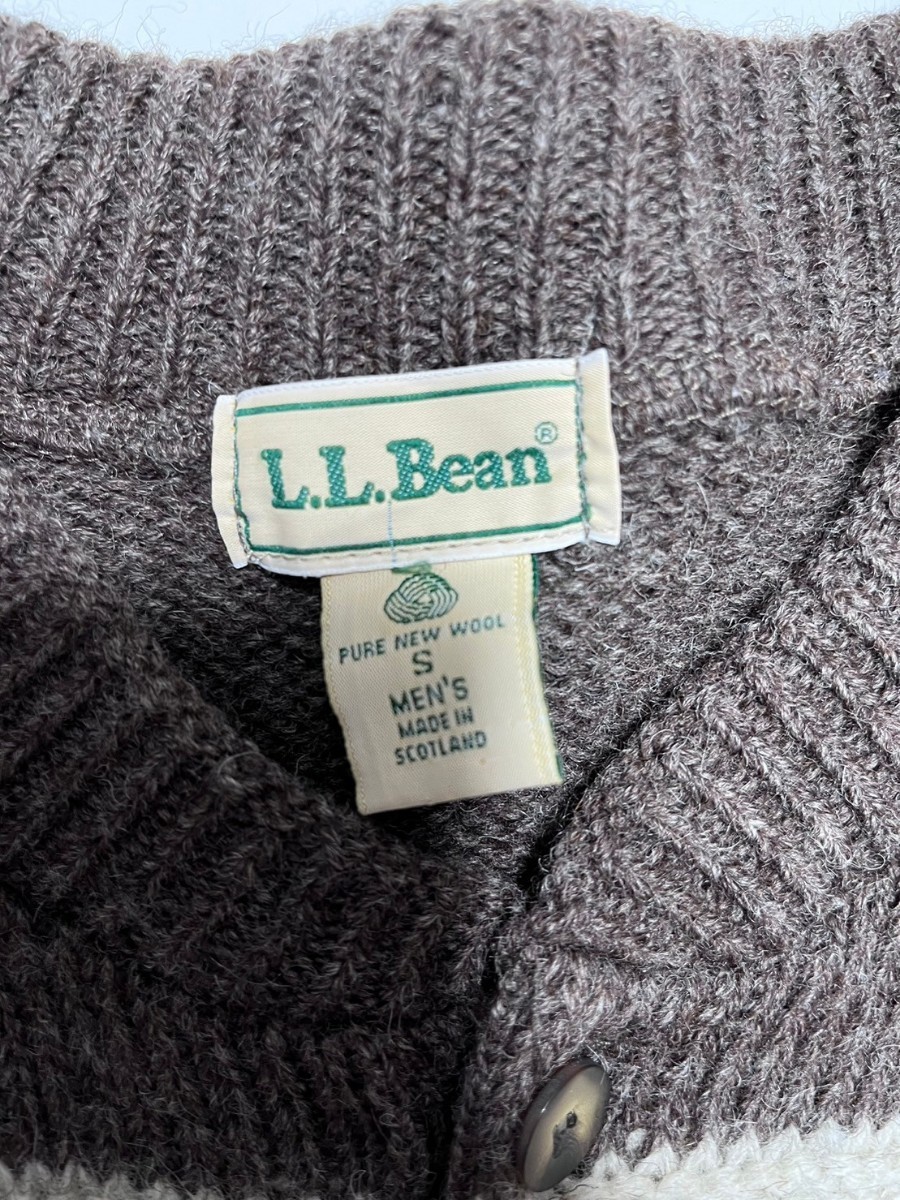 L.L.Bean®
PURE NEW WOOL
S
MEN'S
MADE IN
SCOTLAND